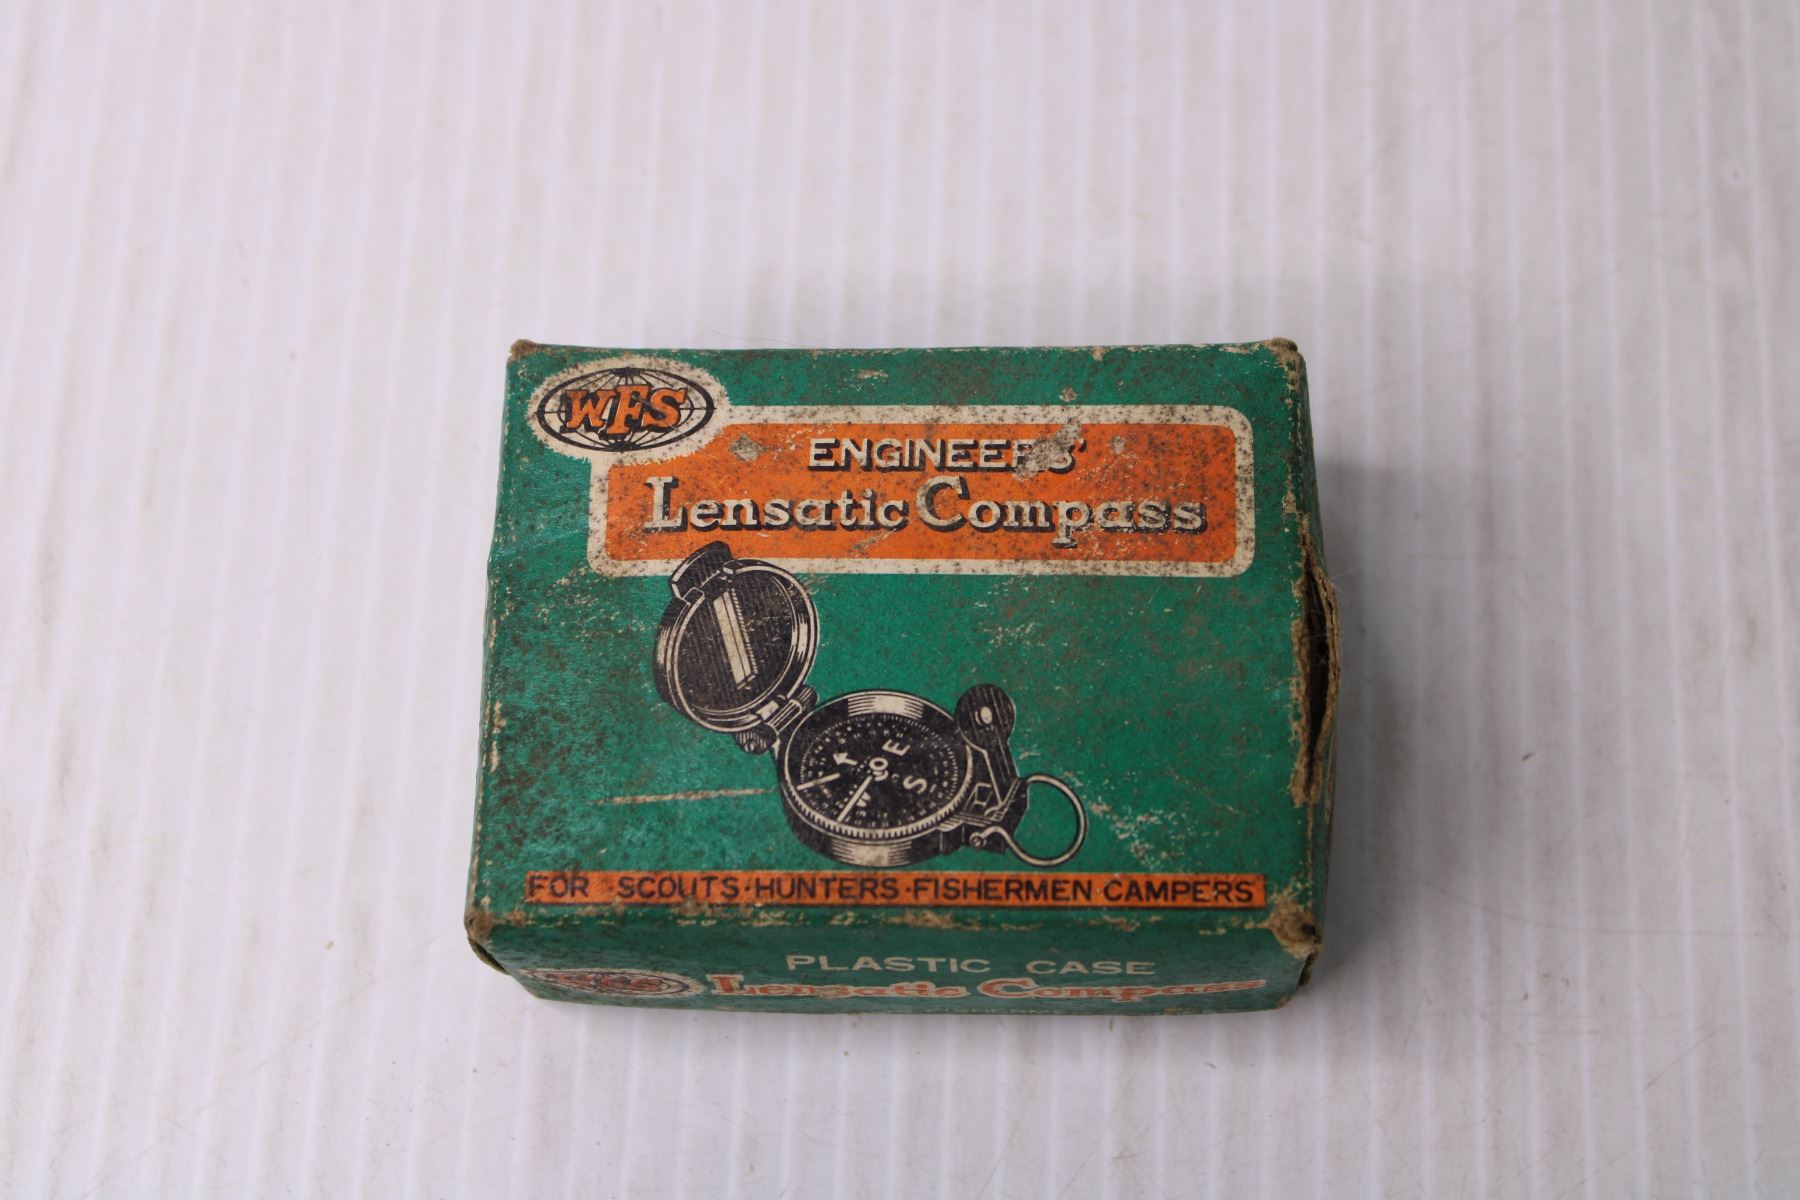 WFS
ENGINEERS'
Lensatic Compass
E
S
W
FOR SCOUTS·HUNTERS·FISHERMEN CAMPERS
PLASTIC CASE
WFS
Lensatic Compass